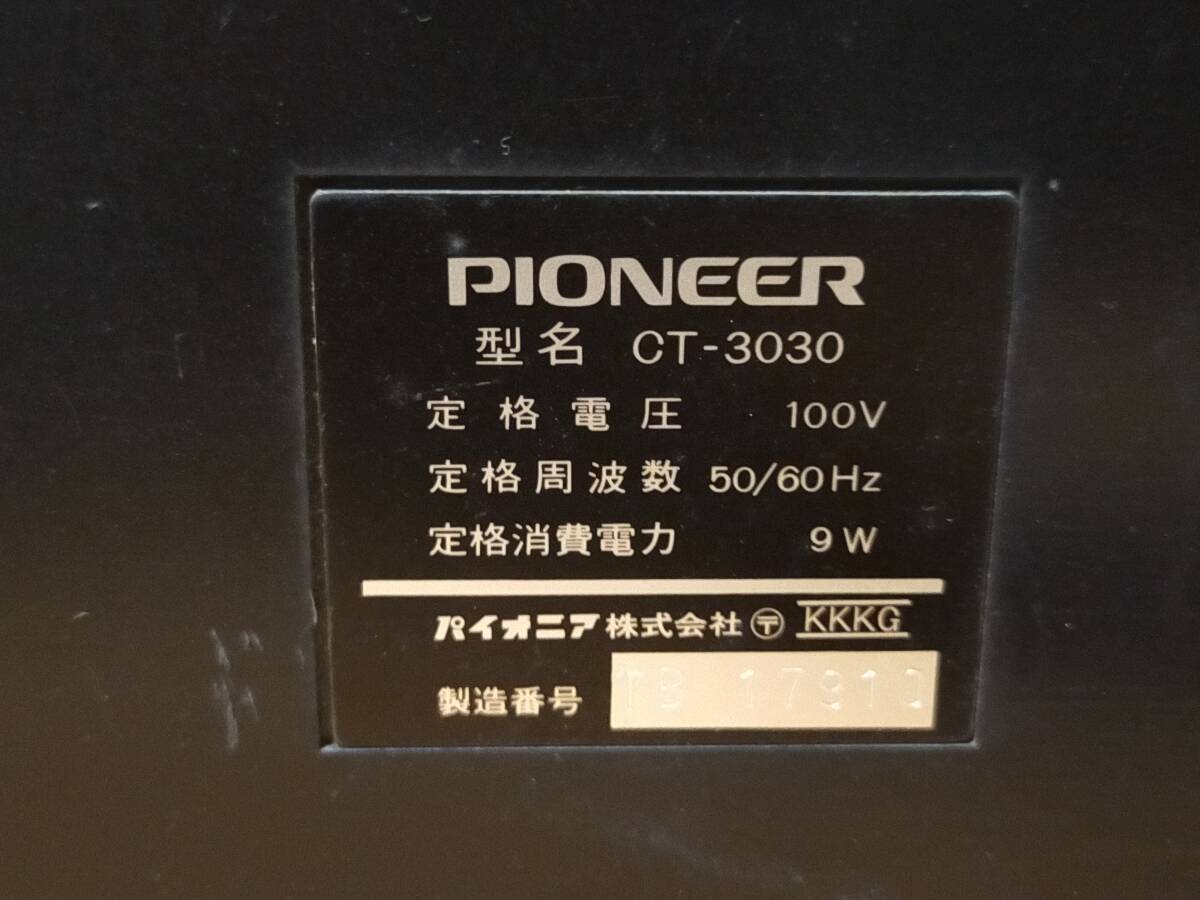 PIONEER
型名 CT-3030
定格電圧 100V
定格周波数 50/60Hz
定格消費電力 9W
パイオニア株式会社 〶 KKKG
製造番号